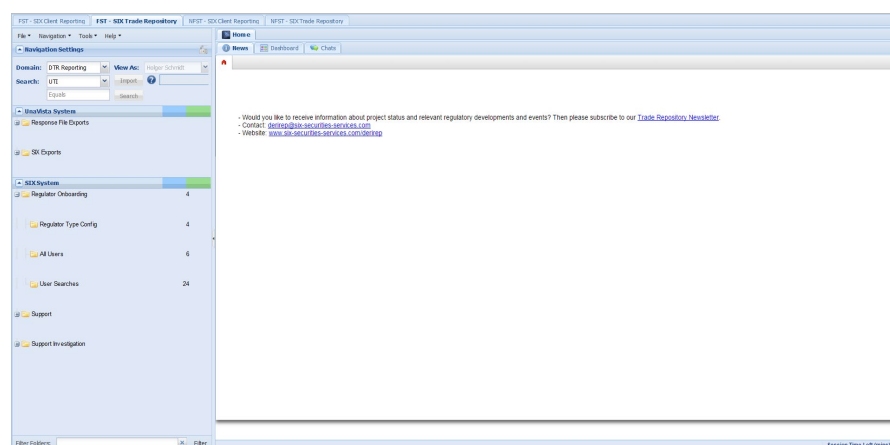 FST - SIX Client Reporting FST - SIX Trade Repository NFST - SIX Client Reporting NFST - SIX Trade Repository
File Navigation Tools Help
Home
Navigation Settings
News Dashboard Chats
Domain: DTR Reporting View As: Holger Schmidt
Search: UTI Import
Equals Search
UnaVista System
Response File Exports
- Would you like to receive information about project status and relevant regulatory developments and events? Then please subscribe to our Trade Repository Newsletter.
- Contact: derirep@six-securities-services.com
- Website: www.six-securities-services.com/derirep
SIX Exports
SIX System
Regulator Onboarding 4
Regulator Type Config 4
All Users 6
User Searches 24
Support
Support Investigation
Filter Folders: Filter
Session Time Left